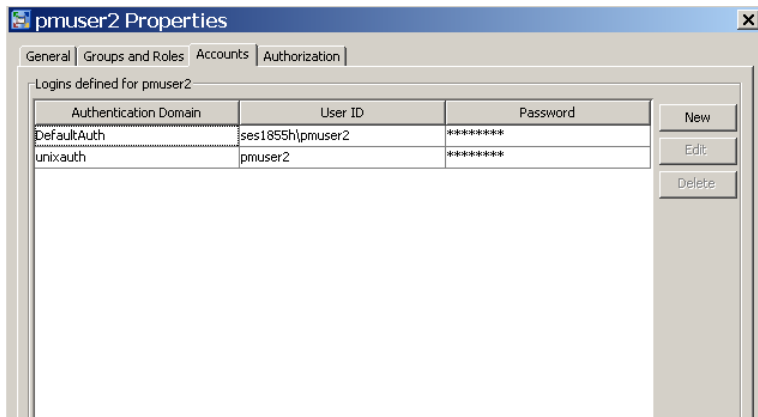 pmuser2 Properties
General Groups and Roles Accounts Authorization
Logins defined for pmuser2
Authentication Domain User ID Password
New
DefaultAuth ses1855h\pmuser2 ********
Edit
unixauth pmuser2 ********
Delete